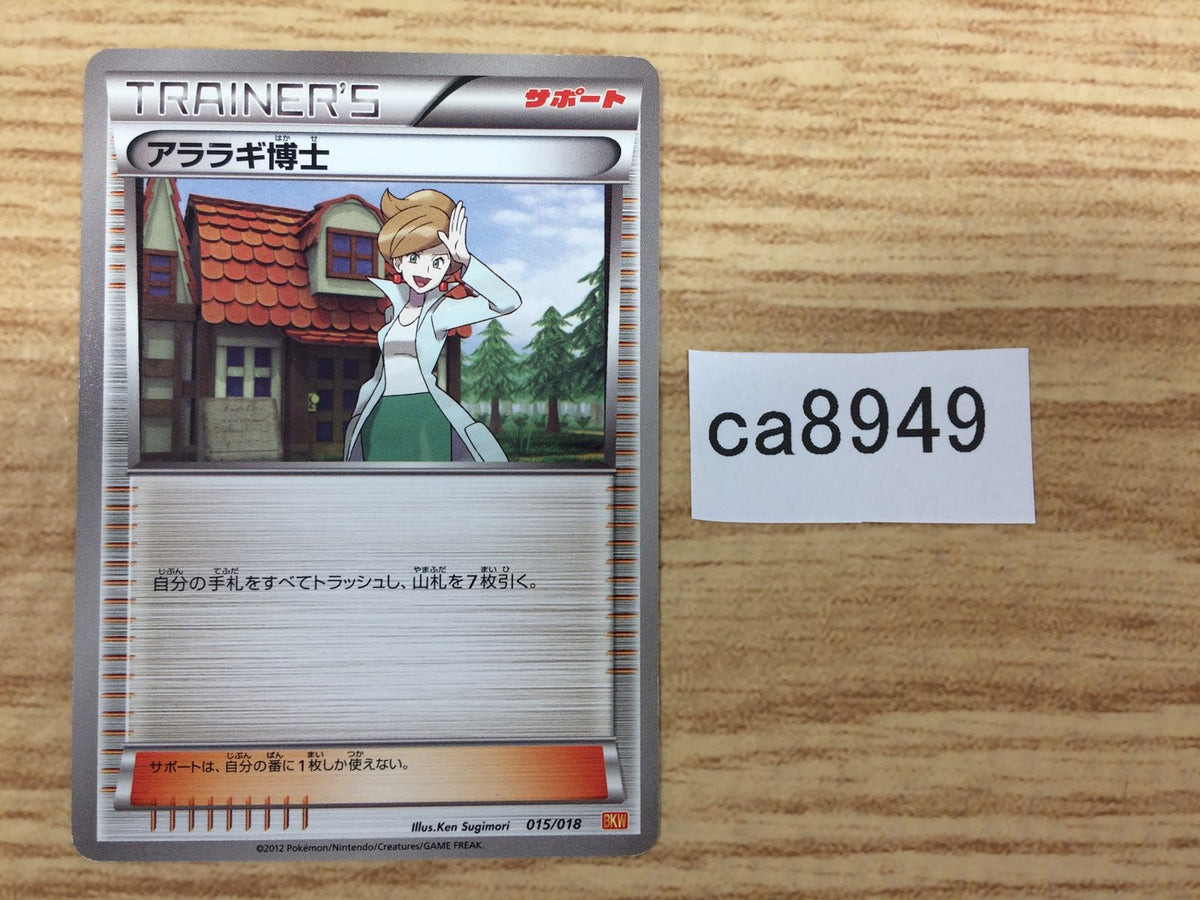 TRAINER'S
サポート
はかせ
アララギ博士
じぶん てふだ やまふだ まいひ
自分の手札をすべてトラッシュし、山札を7枚引く。
じぶん ばん まい つか
サポートは、自分の番に1枚しか使えない。
Illus.Ken Sugimori 015/018 BKW
©2012 Pokémon/Nintendo/Creatures/GAME FREAK.
ca8949